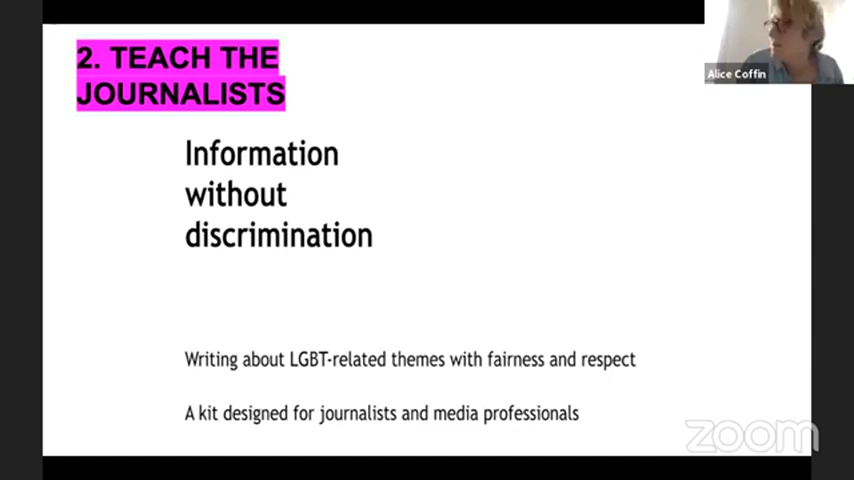 2. TEACH THE
JOURNALISTS
Alice Coffin
Information
without
discrimination
Writing about LGBT-related themes with fairness and respect
A kit designed for journalists and media professionals
zoom